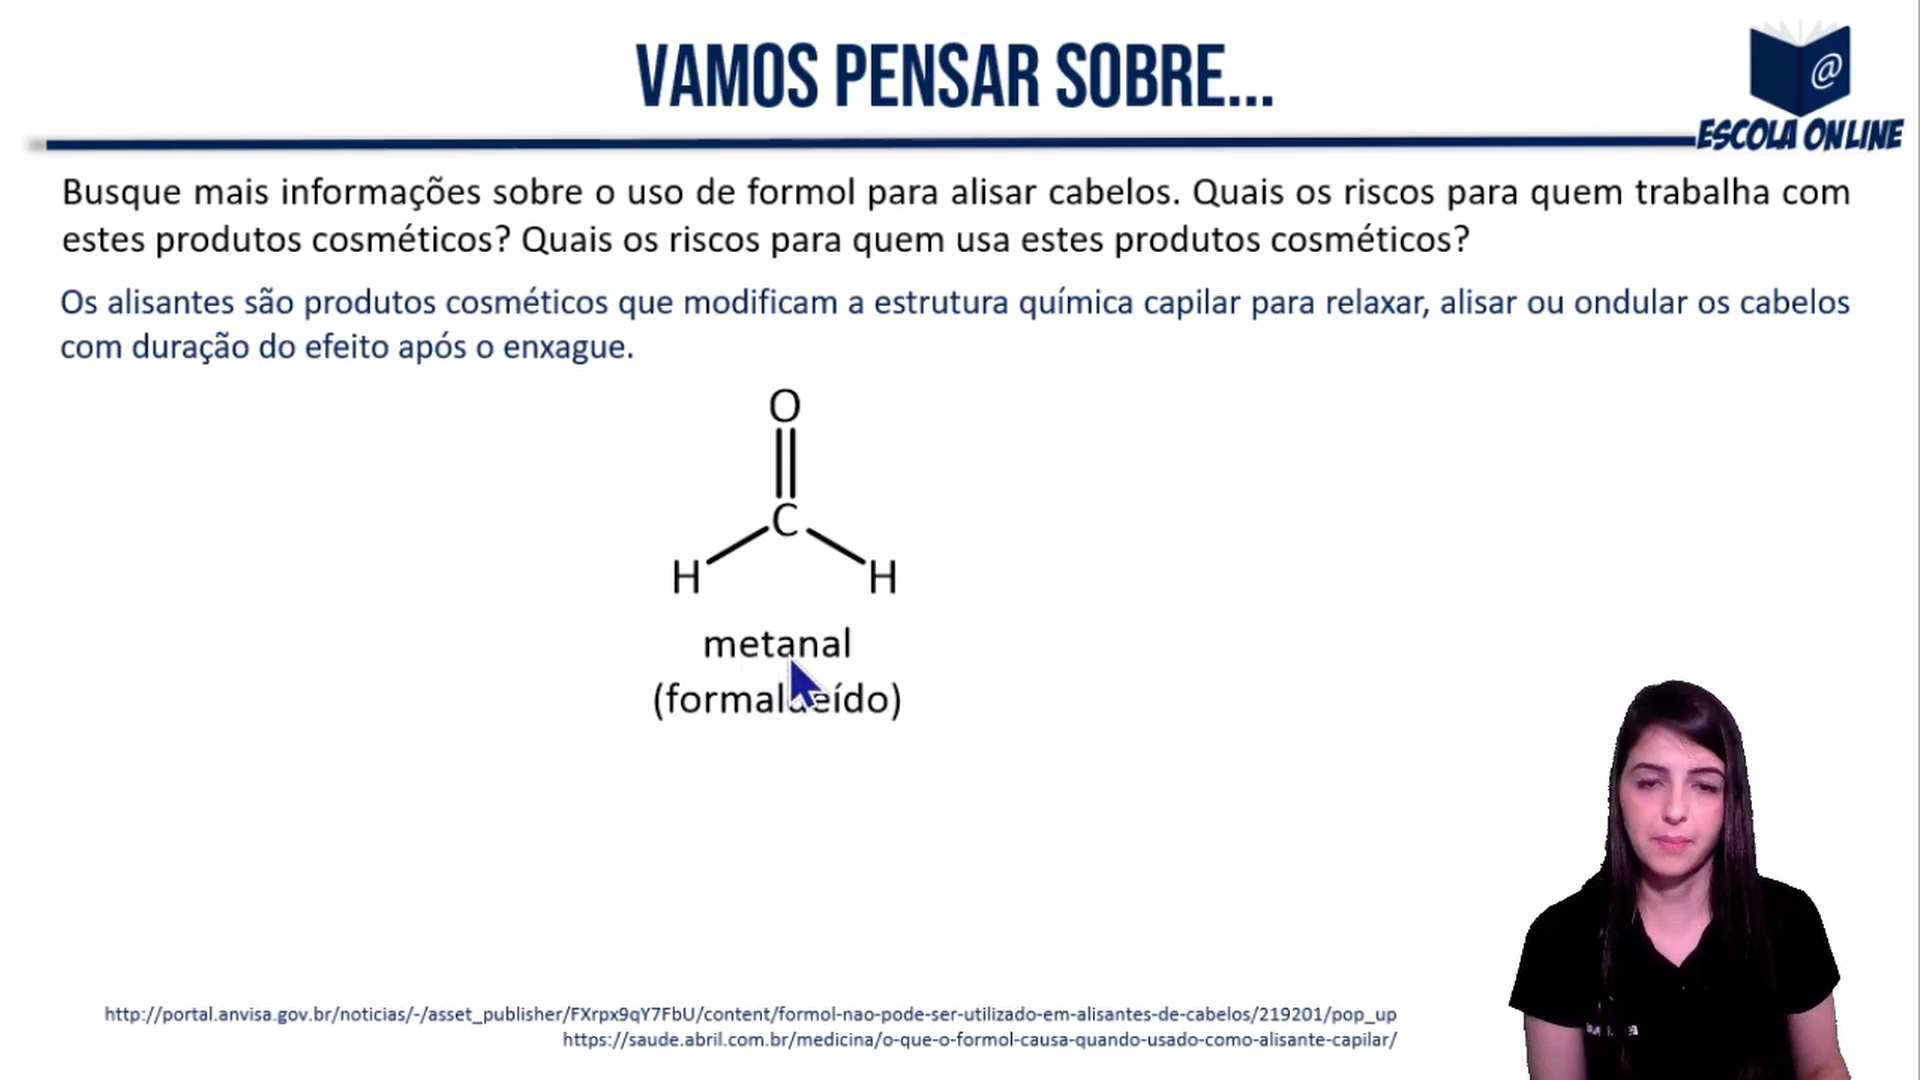 VAMOS PENSAR SOBRE...
@
ESCOLA ONLINE
Busque mais informações sobre o uso de formol para alisar cabelos. Quais os riscos para quem trabalha com
estes produtos cosméticos? Quais os riscos para quem usa estes produtos cosméticos?
Os alisantes são produtos cosméticos que modificam a estrutura química capilar para relaxar, alisar ou ondular os cabelos
com duração do efeito após o enxague.
O
C
H H
metanal
(formaldeído)
http://portal.anvisa.gov.br/noticias/-/asset_publisher/FXrpx9qY7FbU/content/formol-nao-pode-ser-utilizado-em-alisantes-de-cabelos/219201/pop_up
https://saude.abril.com.br/medicina/o-que-o-formol-causa-quando-usado-como-alisante-capilar/